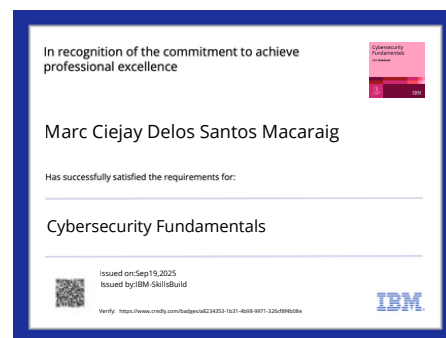 In recognition of the commitment to achieve
professional excellence
Cybersecurity
Fundamentals
IBM
Marc Ciejay Delos Santos Macaraig
Has successfully satisfied the requirements for:
Cybersecurity Fundamentals
Issued on:Sep19,2025
Issued by:IBM-SkillsBuild
Verify: https://www.credly.com/badges/a8234353-1b31-4b98-9971-326cf8f4b08e
IBM.